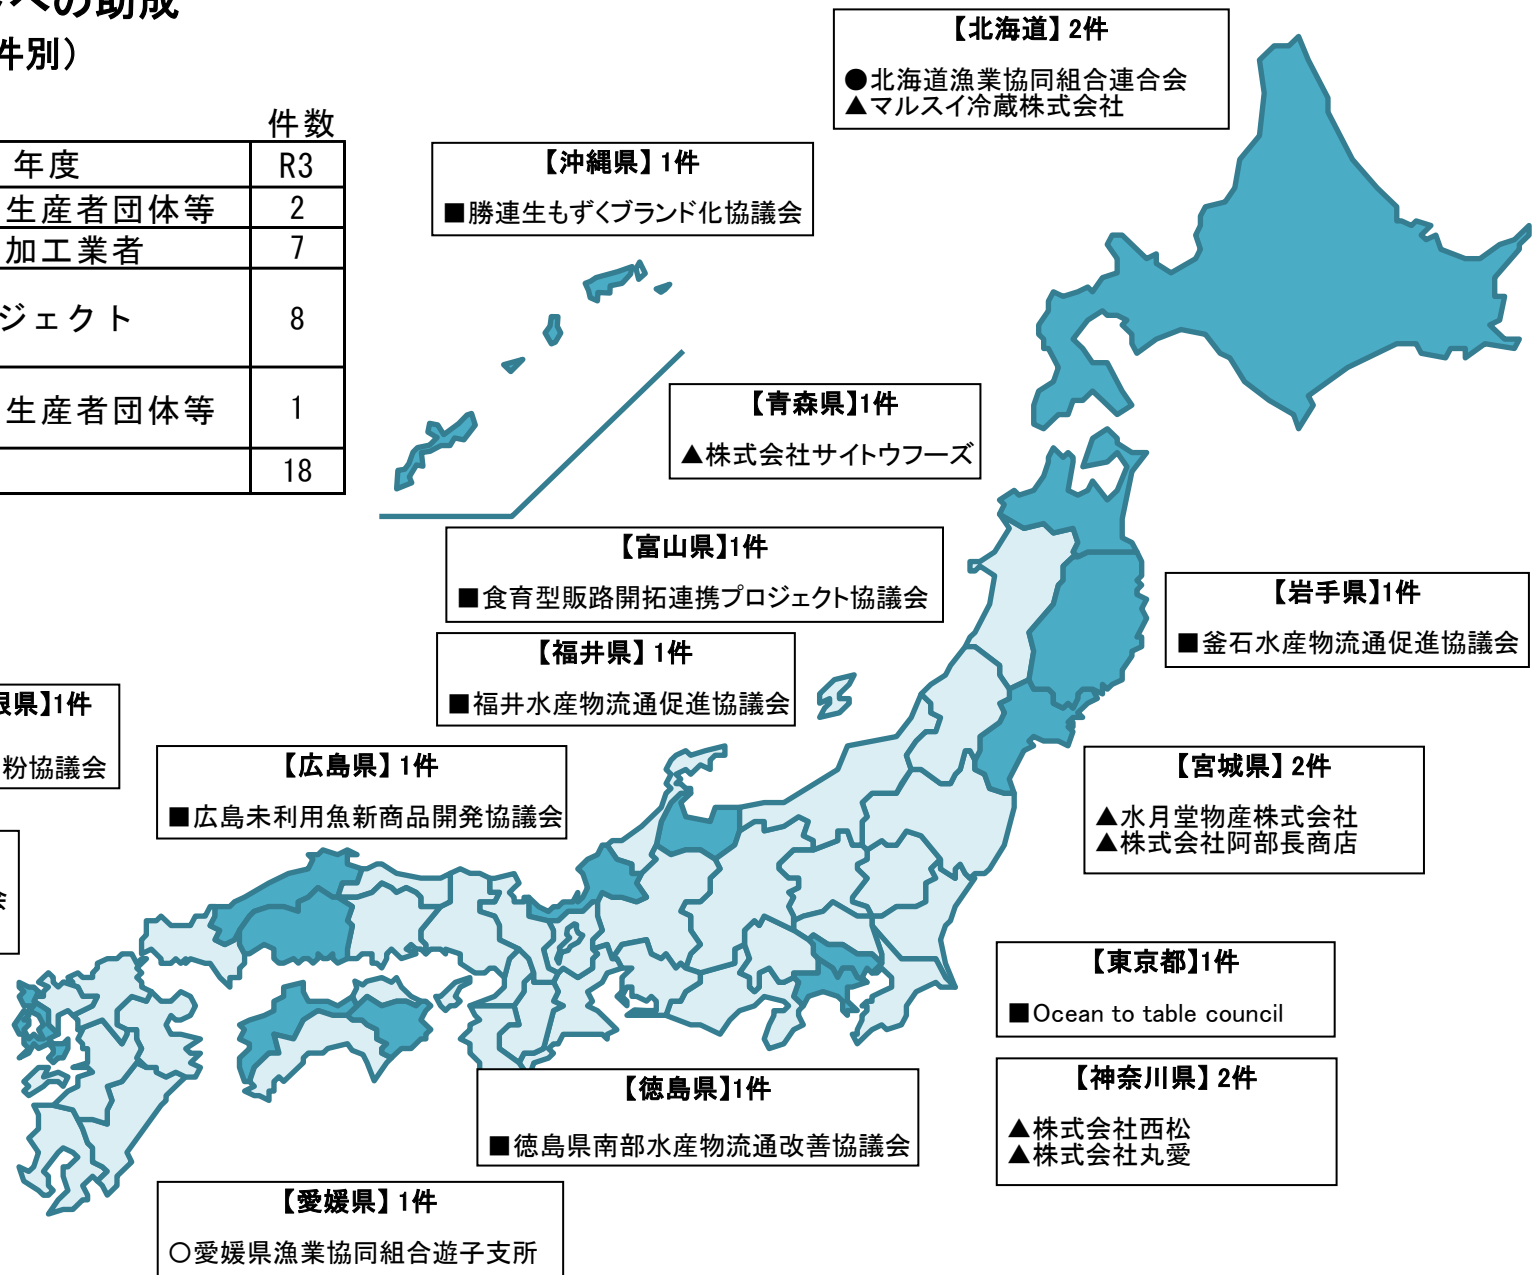 への助成
件別）
件数
年度 R3
生産者団体等 2
加工業者 7
ジェクト 8
生産者団体等 1
18
【北海道】 2件
●北海道漁業協同組合連合会
▲マルスイ冷蔵株式会社
【沖縄県】 1件
■勝連生もずくブランド化協議会
【青森県】1件
▲株式会社サイトウフーズ
【富山県】1件
■食育型販路開拓連携プロジェクト協議会
【岩手県】1件
■釜石水産物流通促進協議会
【福井県】 1件
■福井水産物流通促進協議会
根県】1件
粉協議会
【広島県】 1件
■広島未利用魚新商品開発協議会
【宮城県】 2件
▲水月堂物産株式会社
▲株式会社阿部長商店
会
【東京都】1件
■Ocean to table council
【神奈川県】 2件
▲株式会社西松
▲株式会社丸愛
【徳島県】1件
■徳島県南部水産物流通改善協議会
【愛媛県】 1件
○愛媛県漁業協同組合遊子支所